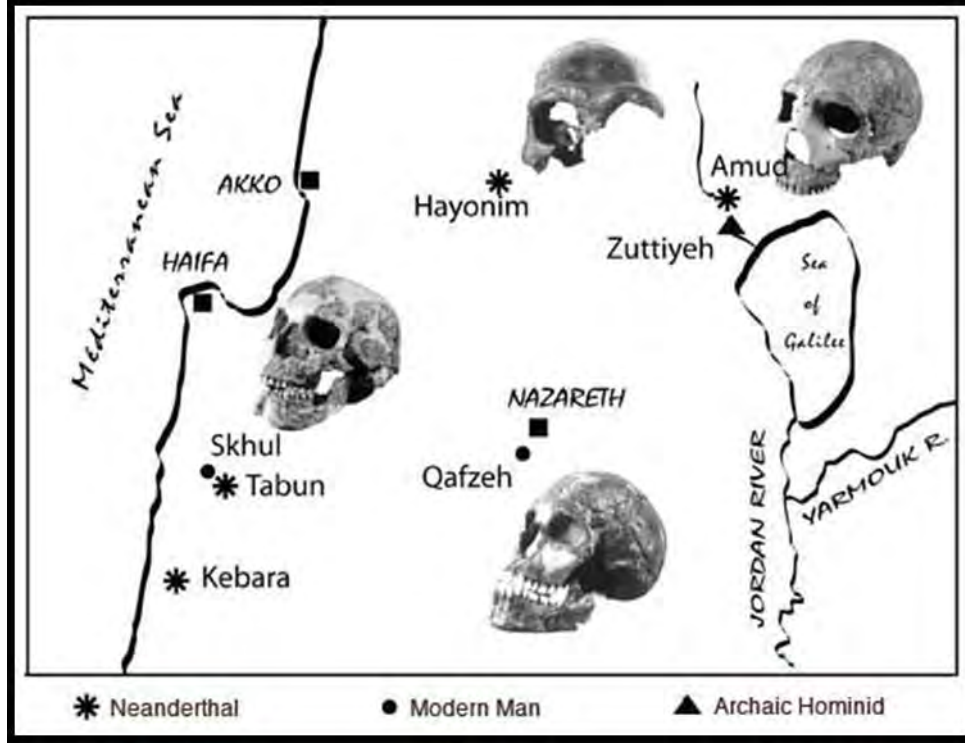 Mediterranean Sea
AKKO
HAIFA
Hayonim
Amud
Zuttiyeh
Sea
of
Galilee
NAZARETH
Skhul
Tabun
Qafzeh
Kebara
JORDAN RIVER
YARMOUK R.
Neanderthal
Modern Man
Archaic Hominid